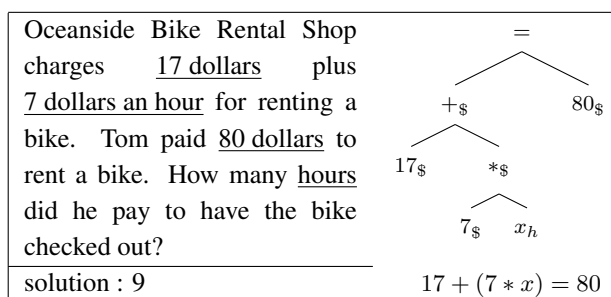 Oceanside Bike Rental Shop
charges 17 dollars plus
7 dollars an hour for renting a
bike. Tom paid 80 dollars to
rent a bike. How many hours
did he pay to have the bike
checked out?
solution : 9
=
+$ 80$
17$ *$
7$ xh
17 + (7 * x) = 80